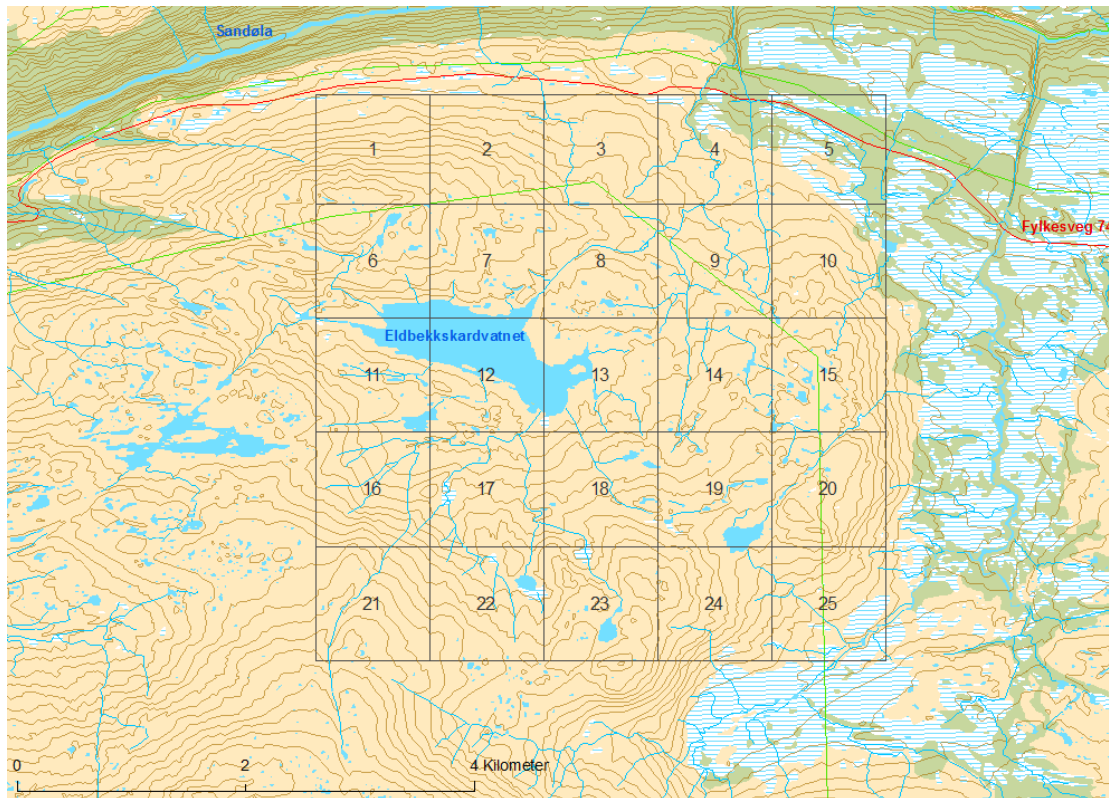 Sandøla
1 2 3 4 5
Fylkesveg 74
6 7 8 9 10
Eldbekkskardvatnet
11 12 13 14 15
16 17 18 19 20
21 22 23 24 25
0 2 4 Kilometer